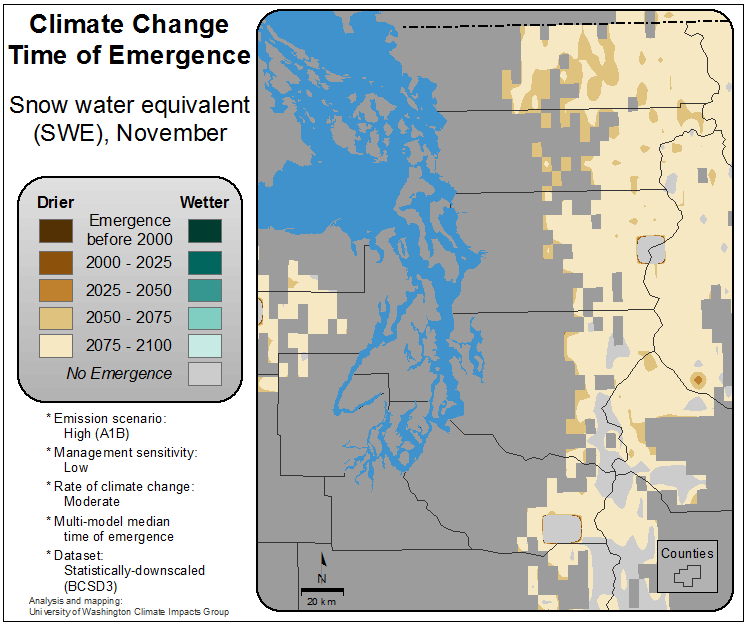 Climate Change
Time of Emergence
Snow water equivalent
(SWE), November
Drier Wetter
Emergence
before 2000
2000 - 2025
2025 - 2050
2050 - 2075
2075 - 2100
No Emergence
* Emission scenario:
High (A1B)
* Management sensitivity:
Low
* Rate of climate change:
Moderate
* Multi-model median
time of emergence
* Dataset:
Statistically-downscaled
(BCSD3)
Analysis and mapping:
University of Washington Climate Impacts Group
N
20 km
Counties